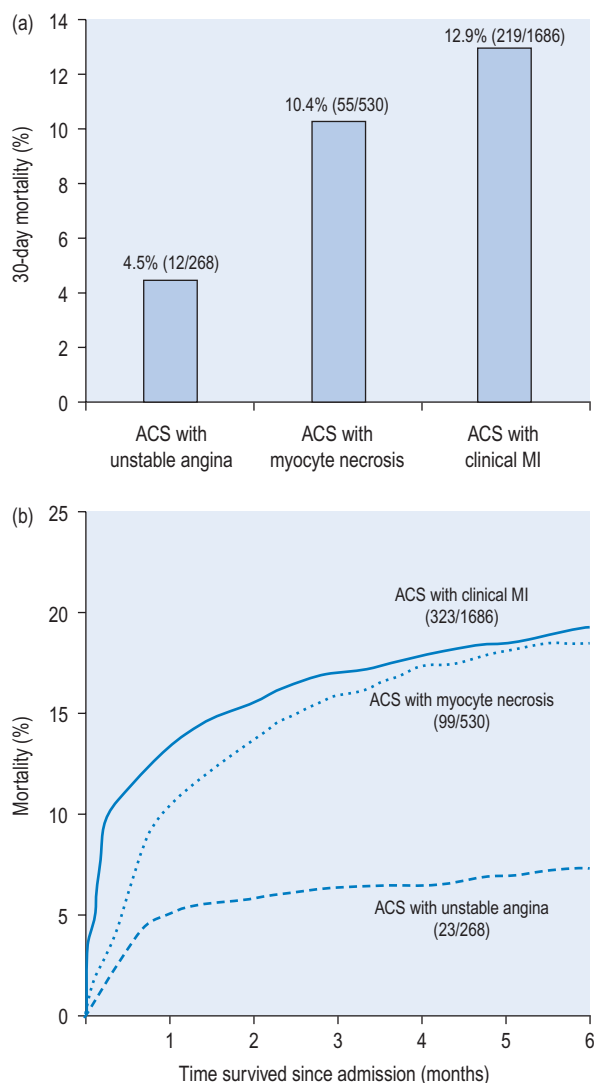 (a)
14
12
10
8
6
4
2
0
30-day mortality (%)
4.5% (12/268)
10.4% (55/530)
12.9% (219/1686)
ACS with
unstable angina
ACS with
myocyte necrosis
ACS with
clinical MI
(b)
25
20
15
10
5
0
Mortality (%)
ACS with clinical MI
(323/1686)
ACS with myocyte necrosis
(99/530)
ACS with unstable angina
(23/268)
1
2
3
4
5
6
Time survived since admission (months)